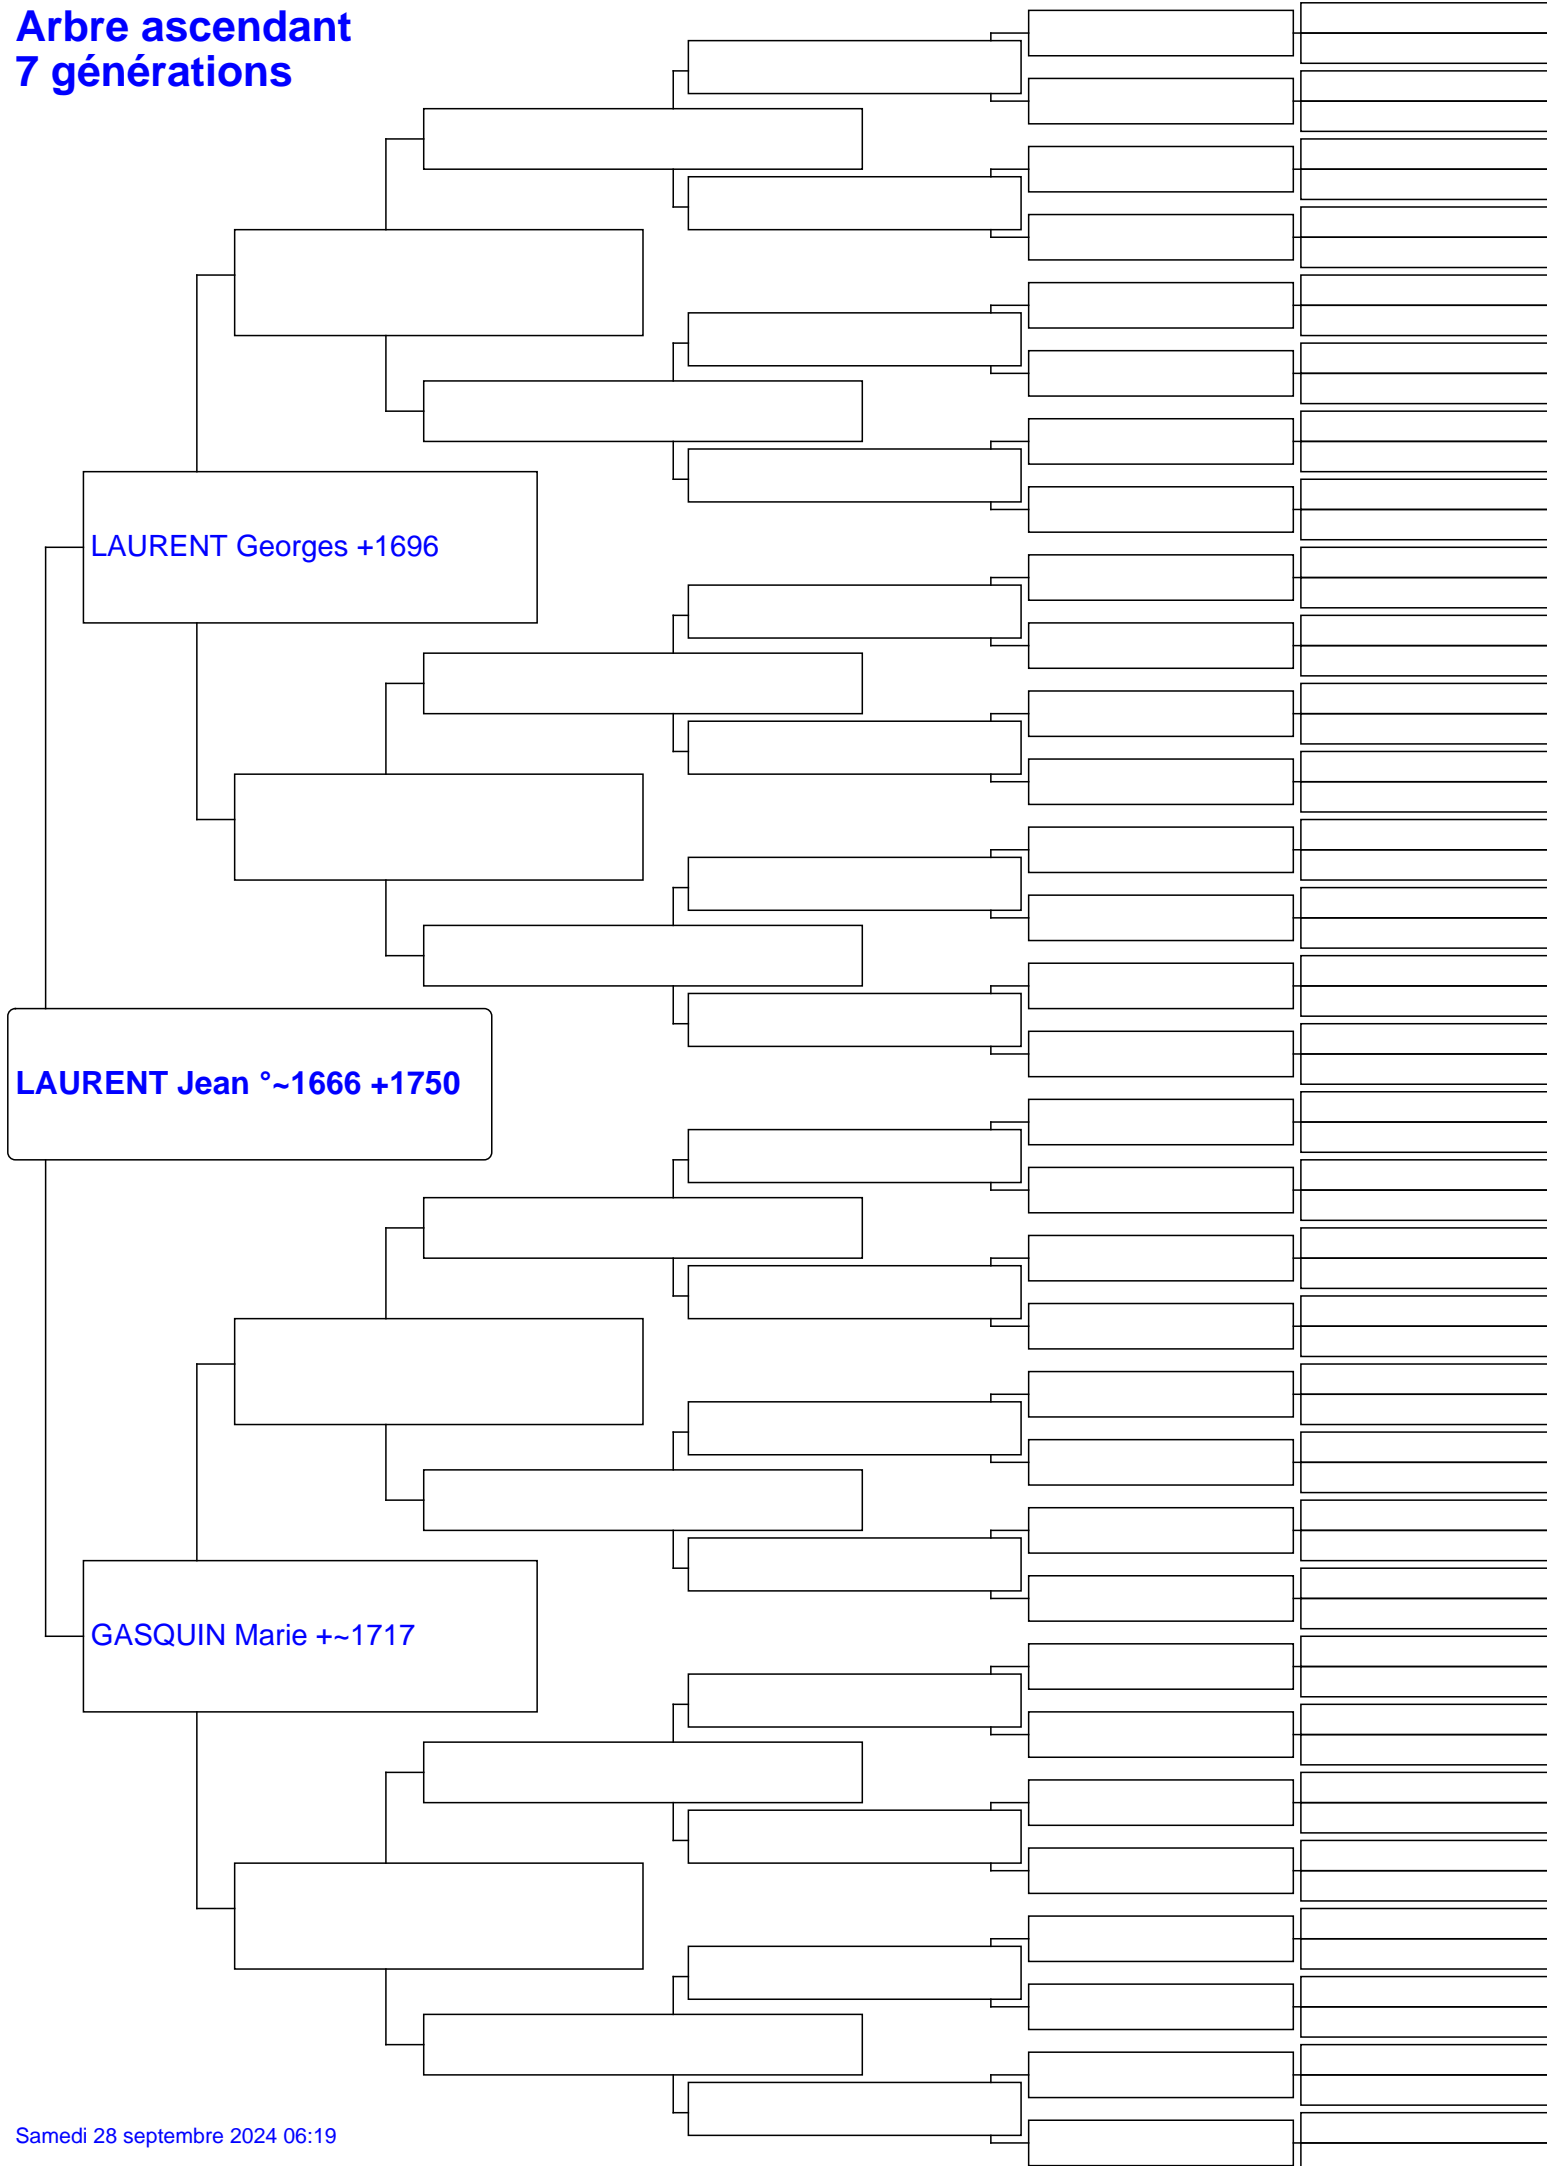 Arbre ascendant
7 générations
LAURENT Georges +1696
LAURENT Jean °~1666 +1750
GASQUIN Marie +~1717
Samedi 28 septembre 2024 06:19